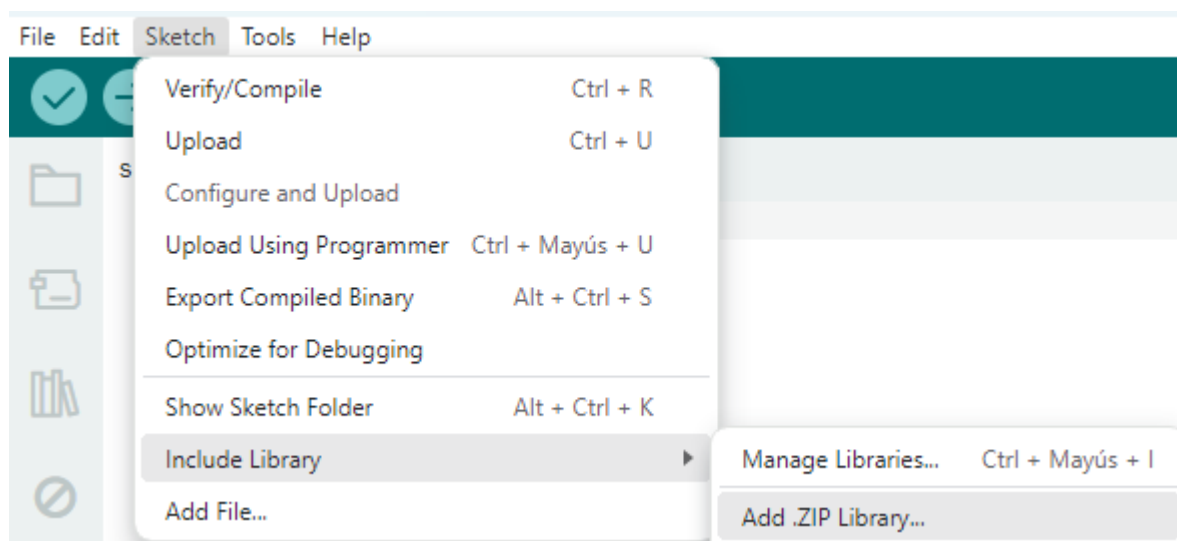 File Edit Sketch Tools Help
Verify/Compile Ctrl + R
Upload Ctrl + U
s
Configure and Upload
Upload Using Programmer Ctrl + Mayús + U
Export Compiled Binary Alt + Ctrl + S
Optimize for Debugging
Show Sketch Folder Alt + Ctrl + K
Include Library
Manage Libraries... Ctrl + Mayús + I
Add File...
Add .ZIP Library...